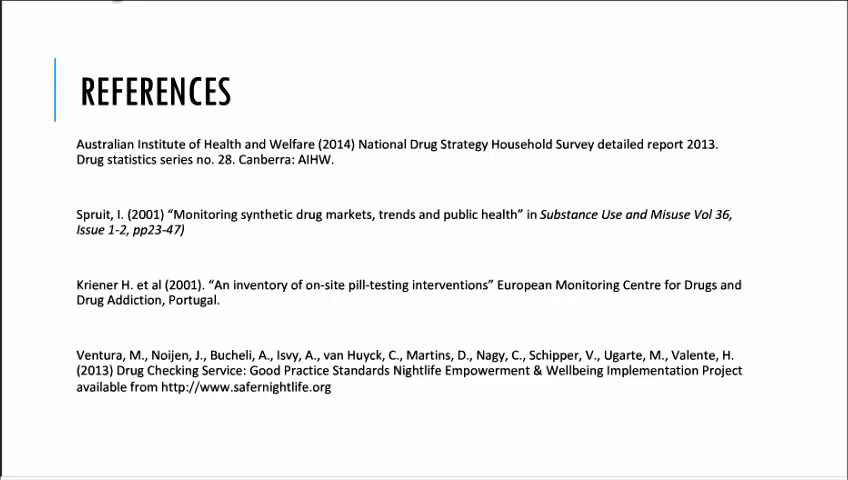 REFERENCES
Australian Institute of Health and Welfare (2014) National Drug Strategy Household Survey detailed report 2013.
Drug statistics series no. 28. Canberra: AIHW.
Spruit, I. (2001) “Monitoring synthetic drug markets, trends and public health” in Substance Use and Misuse Vol 36,
Issue 1-2, pp23-47)
Kriener H. et al (2001). “An inventory of on-site pill-testing interventions” European Monitoring Centre for Drugs and
Drug Addiction, Portugal.
Ventura, M., Noijen, J., Bucheli, A., Isvy, A., van Huyck, C., Martins, D., Nagy, C., Schipper, V., Ugarte, M., Valente, H.
(2013) Drug Checking Service: Good Practice Standards Nightlife Empowerment & Wellbeing Implementation Project
available from http://www.safernightlife.org